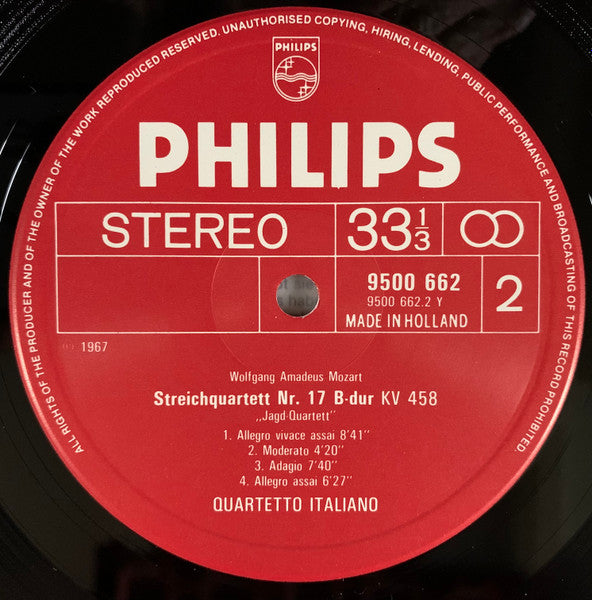 ALL RIGHTS OF THE PRODUCER AND OF THE OWNER OF THE WORK REPRODUCED RESERVED. UNAUTHORISED COPYING, HIRING, LENDING, PUBLIC PERFORMANCE AND BROADCASTING OF THIS RECORD PROHIBITED.
PHILIPS
PHILIPS
STEREO
33 1/3
9500 662
9500 662.2 Y
MADE IN HOLLAND
2
℗ 1967
Wolfgang Amadeus Mozart
Streichquartett Nr. 17 B-dur KV 458
„Jagd-Quartett”
1. Allegro vivace assai 8'41''
2. Moderato 4'20''
3. Adagio 7'40''
4. Allegro assai 6'27''
QUARTETTO ITALIANO